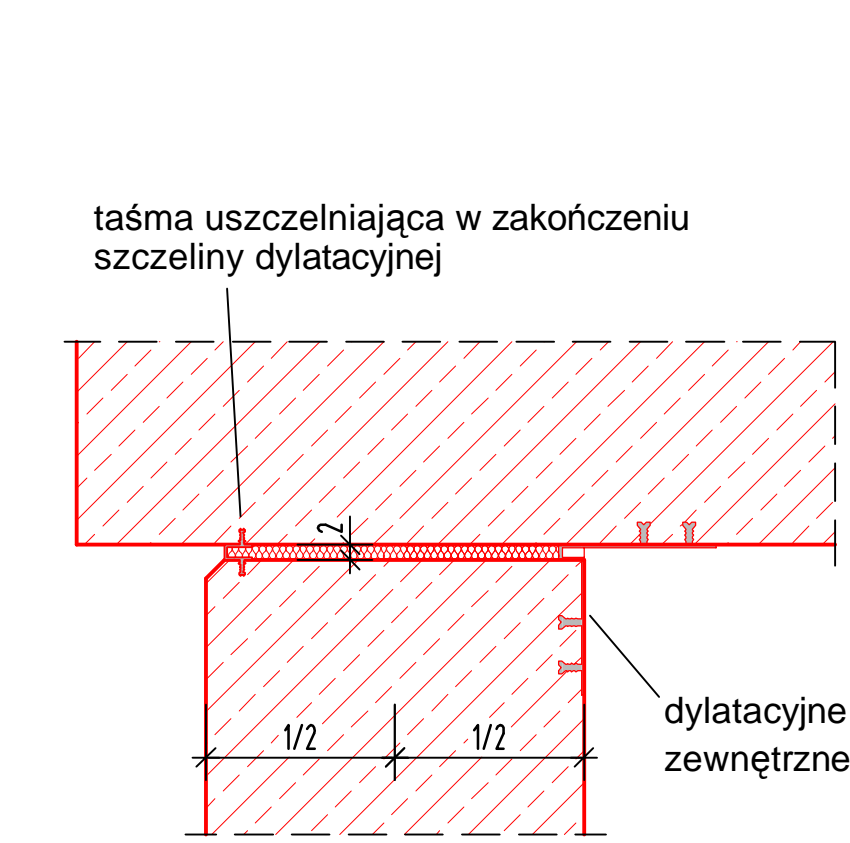 taśma uszczelniająca w zakończeniu
szczeliny dylatacyjnej
2
1/2 1/2
dylatacyjne
zewnętrzne